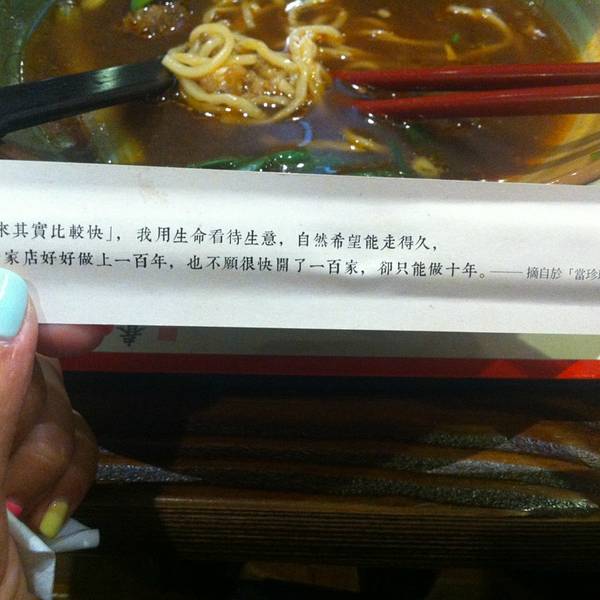 來其實比較快」，我用生命看待生意，自然希望能走得久，
家店好好做上一百年，也不願很快開了一百家，卻只能做十年。——摘自於「當珍